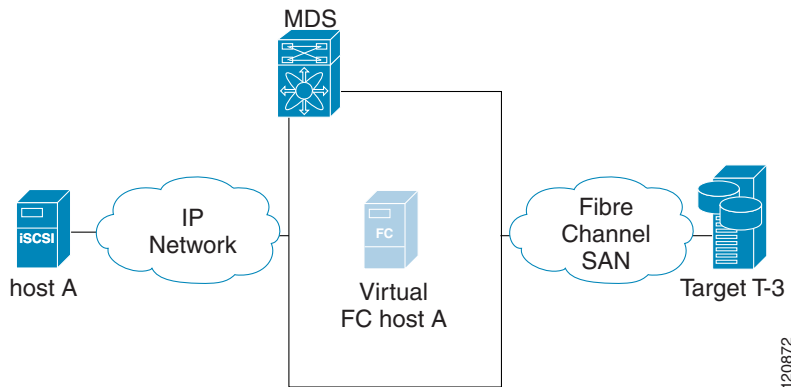 MDS
iSCSI
host A
IP
Network
FC
Virtual
FC host A
Fibre
Channel
SAN
Target T-3
120872